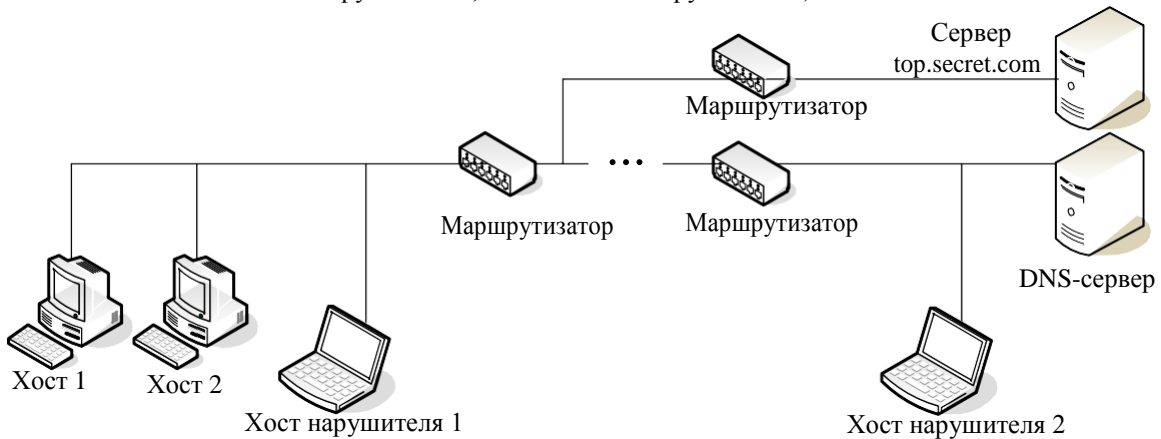 Сервер
top.secret.com
Маршрутизатор
Маршрутизатор
Маршрутизатор
DNS-сервер
Хост 1
Хост 2
Хост нарушителя 1
Хост нарушителя 2